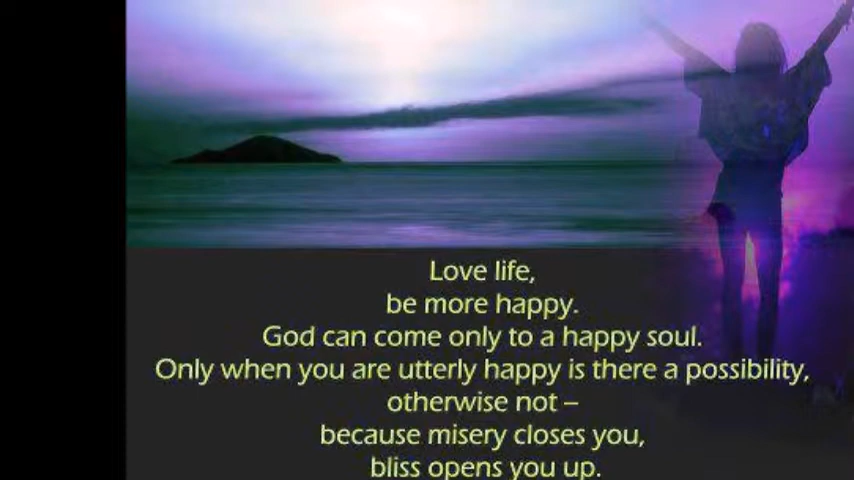 Love life,
be more happy.
God can come only to a happy soul.
Only when you are utterly happy is there a possibility,
otherwise not –
because misery closes you,
bliss opens you up.